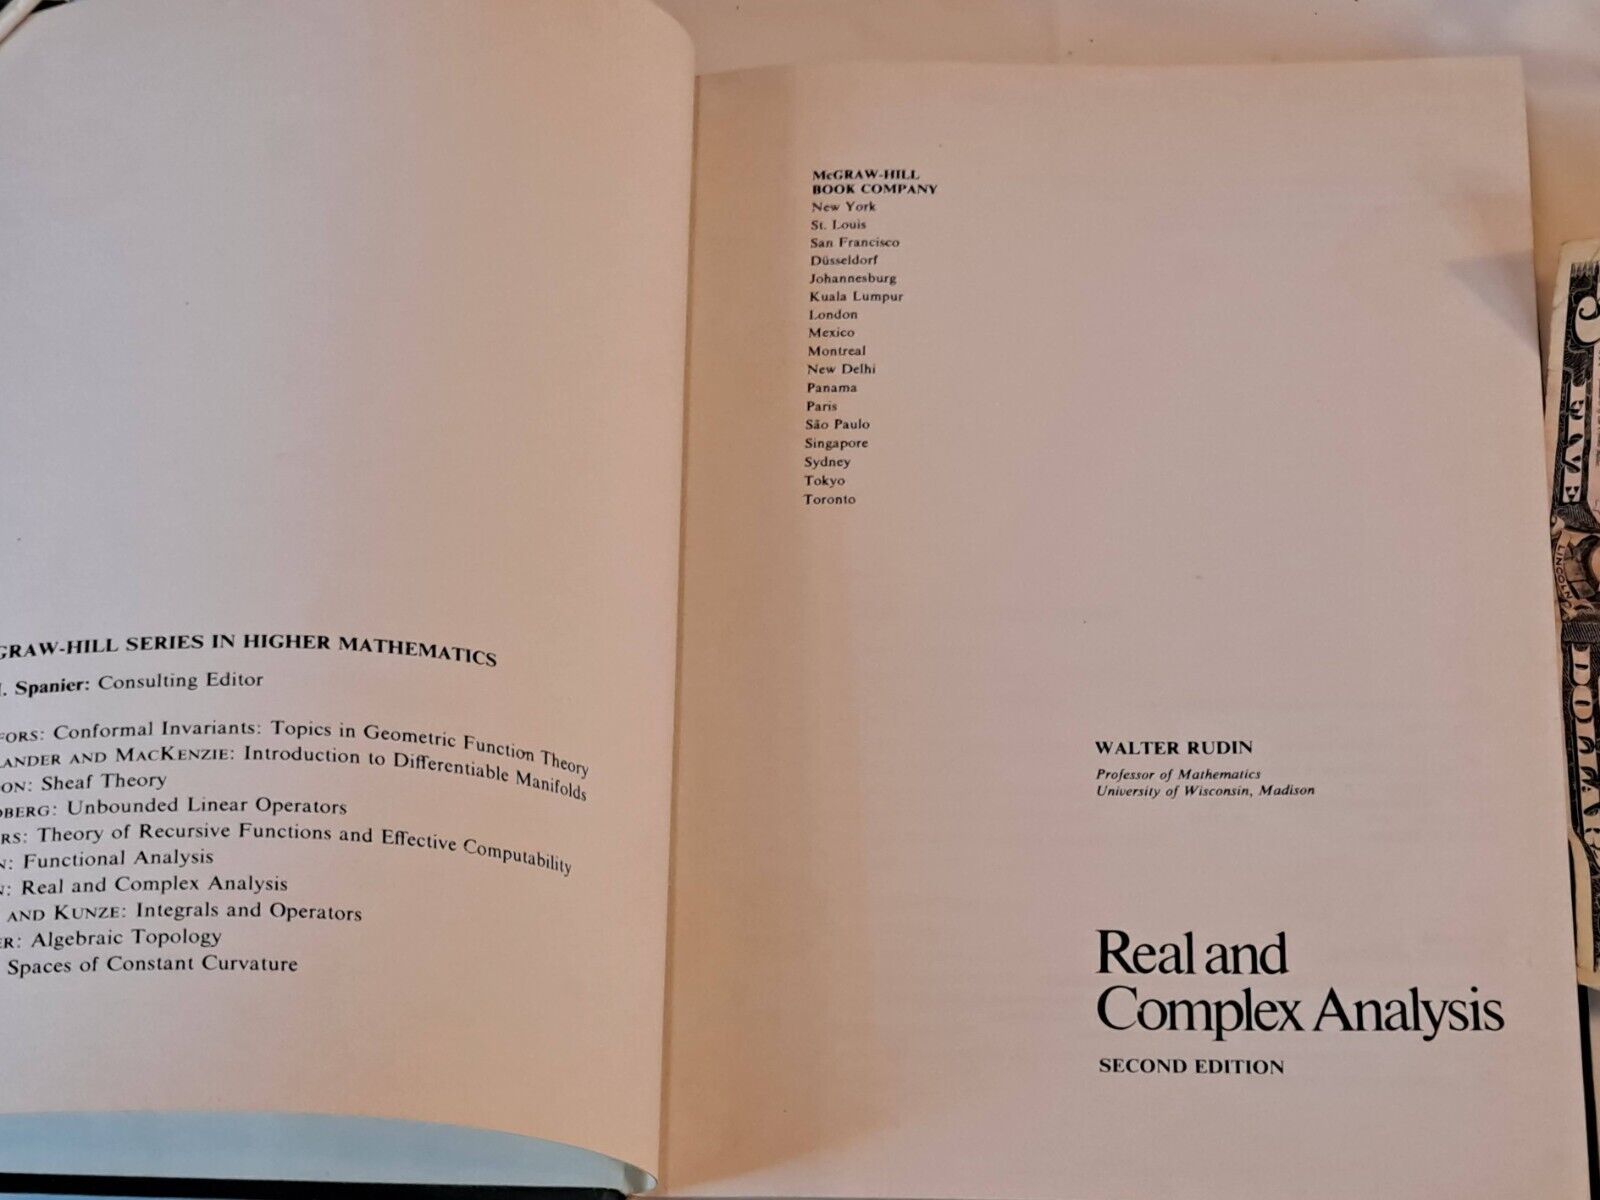 GRAW-HILL SERIES IN HIGHER MATHEMATICS
. Spanier: Consulting Editor
FORS: Conformal Invariants: Topics in Geometric Function Theory
LANDER AND MACKENZIE: Introduction to Differentiable Manifolds
ON: Sheaf Theory
DBERG: Unbounded Linear Operators
RS: Theory of Recursive Functions and Effective Computability
N: Functional Analysis
N: Real and Complex Analysis
AND KUNZE: Integrals and Operators
ER: Algebraic Topology
Spaces of Constant Curvature
McGRAW-HILL
BOOK COMPANY
New York
St. Louis
San Francisco
Düsseldorf
Johannesburg
Kuala Lumpur
London
Mexico
Montreal
New Delhi
Panama
Paris
São Paulo
Singapore
Sydney
Tokyo
Toronto
WALTER RUDIN
Professor of Mathematics
University of Wisconsin, Madison
Real and
Complex Analysis
SECOND EDITION
5
FIVE
LINCOLN
DOLLARS